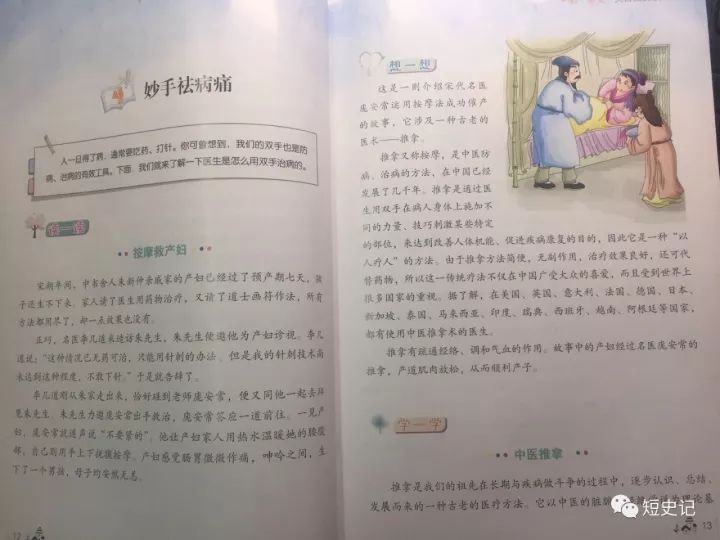 4 妙手祛病痛
人一旦得了病，通常要吃药、打针。你可曾想到，我们的双手也是防
病、治病的有效工具。下面，我们就来了解一下医生是怎么用双手治病的。
读一读
按摩救产妇
宋朝年间，中书舍人朱新仲亲戚家的产妇已经过了预产期七天，孩
子还生不下来。家人请了医生用药物治疗，又请了道士画符作法，所有
方法都用尽了，却一点效果也没有。
正巧，名医李几道来造访朱先生，朱先生便邀他为产妇诊视。李几
道说：“这种情况已无药可治，只能用针刺的办法。但是我的针刺技术尚
未达到这种程度，不敢下针。”于是就告辞了。
李几道刚从朱家走出来，恰好碰到老师庞安常，便又同他一起去拜
见朱先生。朱先生力邀庞安常出手救治，庞安常答应一道前往。一见产
妇，庞安常就连声说“不要紧的”。他让产妇家人用热水温暖她的腰腹
部，自己则用手上下抚摸按摩。产妇感觉肠胃微微作痛，呻吟之间，生
下了一个男孩，母子均安然无恙。
12
想一想
这是一则介绍宋代名医
庞安常运用按摩法成功催产
的故事，它涉及一种古老的
医术——推拿。
推拿又称按摩，是中医防
病、治病的方法，在中国已经
发展了几千年。推拿是通过医
生用双手在病人身体上施加不
同的力量、技巧刺激某些特定
的部位，来达到改善人体机能、促进疾病康复的目的，因此它是一种“以
人疗人”的方法。由于推拿方法简便，无副作用，治疗效果良好，还可代
替药物，所以这一传统疗法不仅在中国广受大众的喜爱，而且受到世界上
很多国家的重视。据了解，在美国、英国、意大利、法国、德国、日本、
新加坡、泰国、马来西亚、印度、瑞典、西班牙、越南、阿根廷等国家，
都有使用中医推拿术的医生。
推拿有疏通经络、调和气血的作用。故事中的产妇经过名医庞安常的
推拿，产道肌肉放松，从而顺利产子。
学一学
中医推拿
推拿是我们的祖先在长期与疾病做斗争的过程中，逐步认识、总结、
发展而来的一种古老的医疗方法。它以中医的脏腑
13
短史记